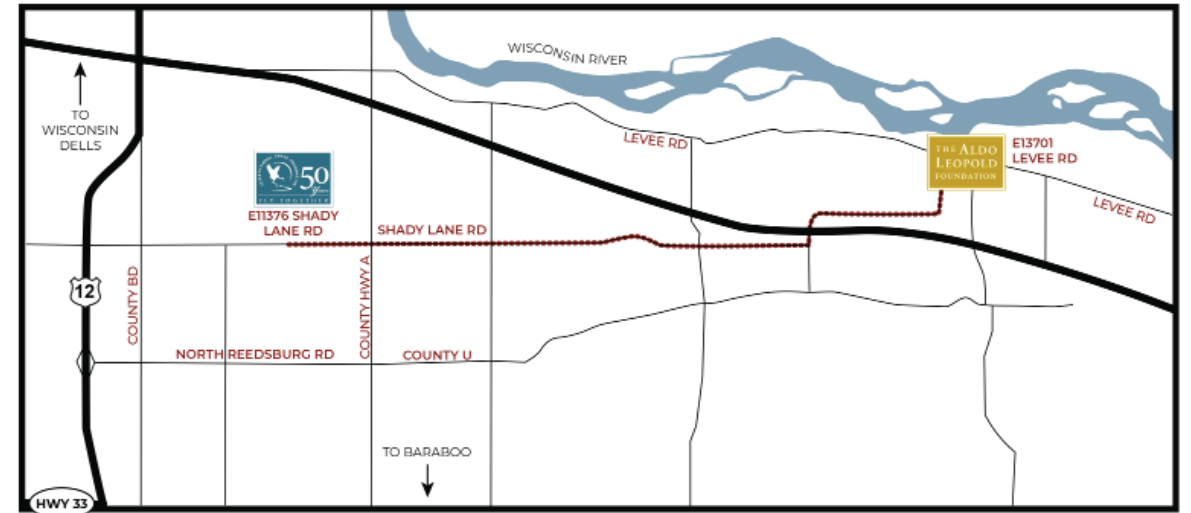 WISCONSIN RIVER
TO
WISCONSIN
DELLS
LEVEE RD
THE ALDO
LEOPOLD
FOUNDATION
E13701
LEVEE RD
50
Years
E11376 SHADY
LANE RD
SHADY LANE RD
LEVEE RD
12
COUNTY BD
COUNTY HWY A
NORTH REEDSBURG RD
COUNTY U
TO BARABOO
HWY 33